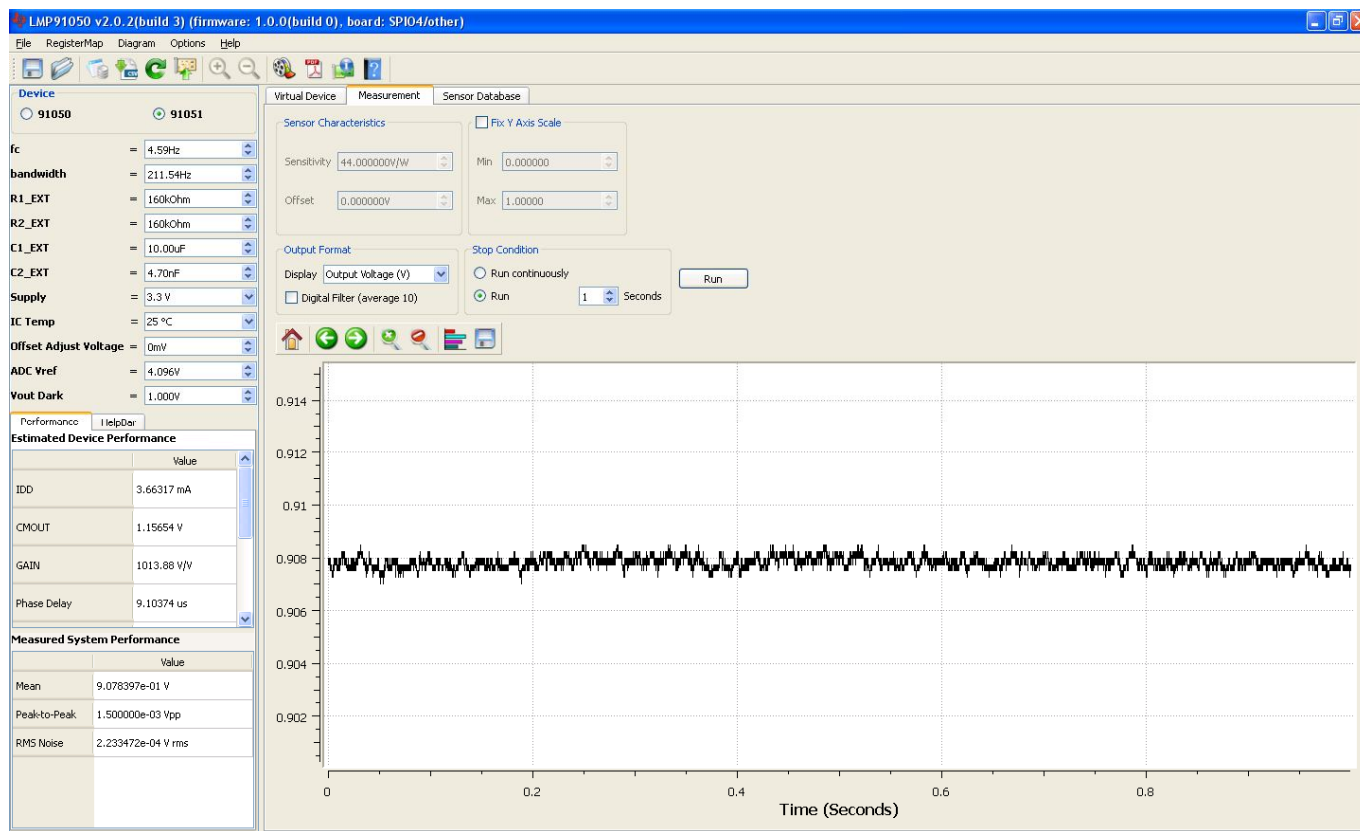 LMP91050 v2.0.2(build 3) (firmware: 1.0.0(build 0), board: SPIO4/other)
File RegisterMap Diagram Options Help
Device
91050 91051
fc = 4.59Hz
bandwidth = 211.54Hz
R1_EXT = 160kOhm
R2_EXT = 160kOhm
C1_EXT = 10.00uF
C2_EXT = 4.70nF
Supply = 3.3 V
IC Temp = 25 °C
Offset Adjust Voltage = 0mV
ADC Vref = 4.096V
Vout Dark = 1.000V
Performance HelpBar
Estimated Device Performance
Value
IDD 3.66317 mA
CMOUT 1.15654 V
GAIN 1013.88 V/V
Phase Delay 9.10374 us
Measured System Performance
Value
Mean 9.078397e-01 V
Peak-to-Peak 1.500000e-03 Vpp
RMS Noise 2.233472e-04 V rms
Virtual Device Measurement Sensor Database
Sensor Characteristics
Sensitivity 44.000000V/W
Offset 0.000000V
Fix Y Axis Scale
Min 0.000000
Max 1.00000
Output Format
Display Output Voltage (V)
Digital Filter (average 10)
Stop Condition
Run continuously
Run 1 Seconds
Run
0.914
0.912
0.91
0.908
0.906
0.904
0.902
0 0.2 0.4 0.6 0.8
Time (Seconds)